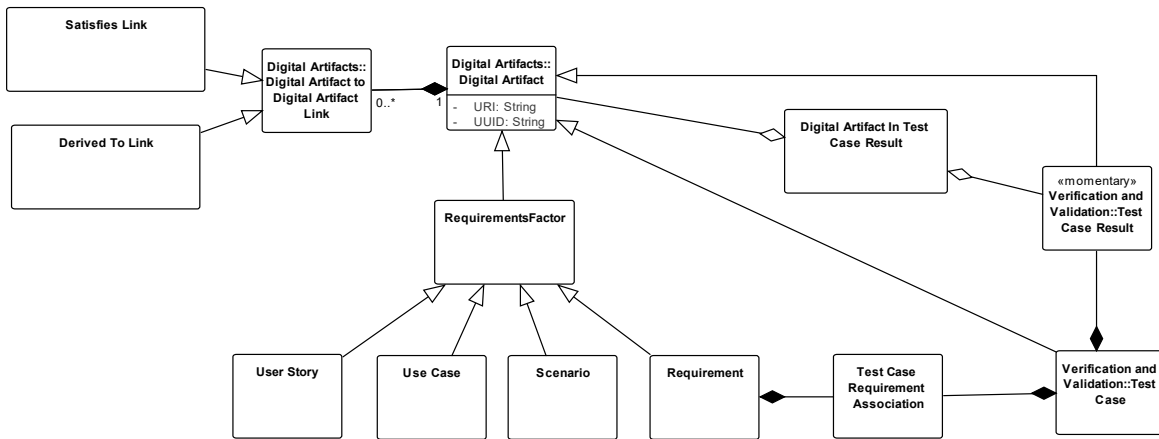 Satisfies Link
Derived To Link
Digital Artifacts::
Digital Artifact to
Digital Artifact
Link
0..*
1
Digital Artifacts::
Digital Artifact
- URI: String
- UUID: String
Digital Artifact In Test
Case Result
«momentary»
Verification and
Validation::Test
Case Result
RequirementsFactor
User Story
Use Case
Scenario
Requirement
Test Case
Requirement
Association
Verification and
Validation::Test
Case